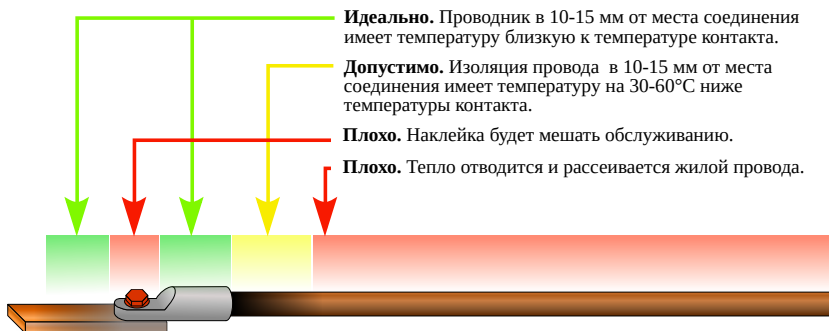 Идеально. Проводник в 10-15 мм от места соединения
имеет температуру близкую к температуре контакта.
Допустимо. Изоляция провода в 10-15 мм от места
соединения имеет температуру на 30-60°С ниже
температуры контакта.
Плохо. Наклейка будет мешать обслуживанию.
Плохо. Тепло отводится и рассеивается жилой провода.